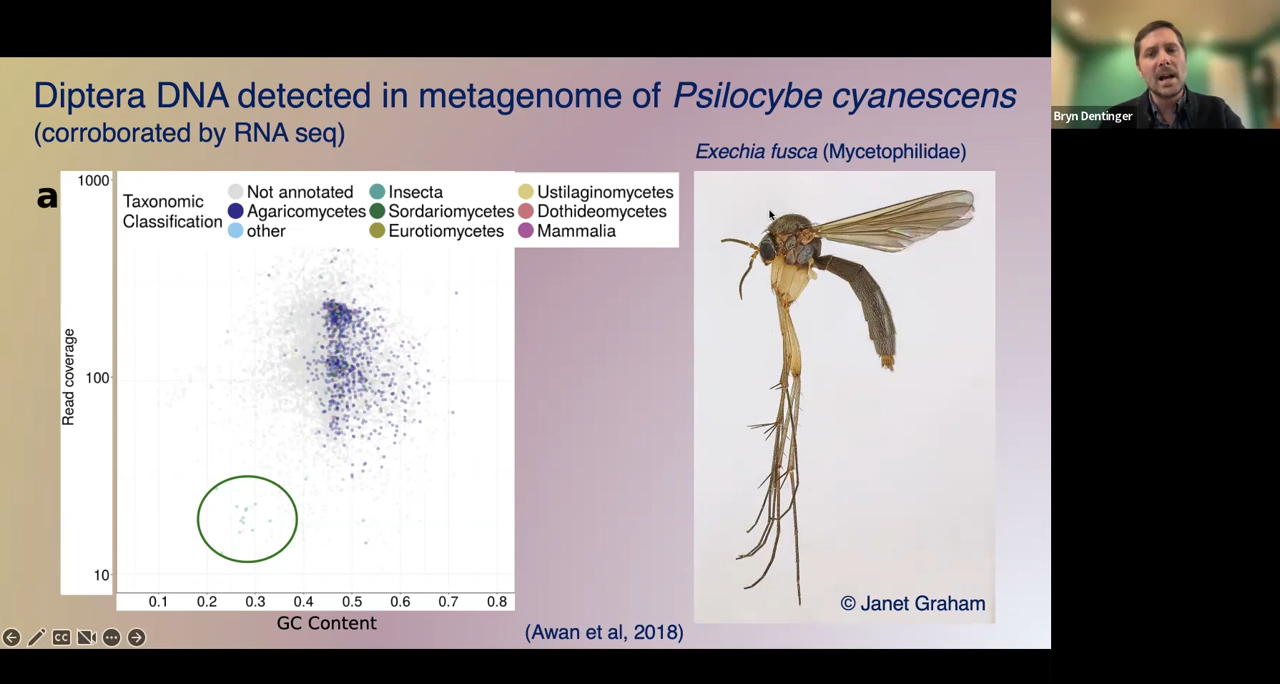 Diptera DNA detected in metagenome of Psilocybe cyanescens
(corroborated by RNA seq)
Bryn Dentinger
Exechia fusca (Mycetophilidae)
a
Taxonomic
Classification
Not annotated
Insecta
Ustilaginomycetes
Agaricomycetes
Sordariomycetes
Dothideomycetes
other
Eurotiomycetes
Mammalia
1000
100
10
Read coverage
0.1 0.2 0.3 0.4 0.5 0.6 0.7 0.8
GC Content
© Janet Graham
(Awan et al, 2018)
CC